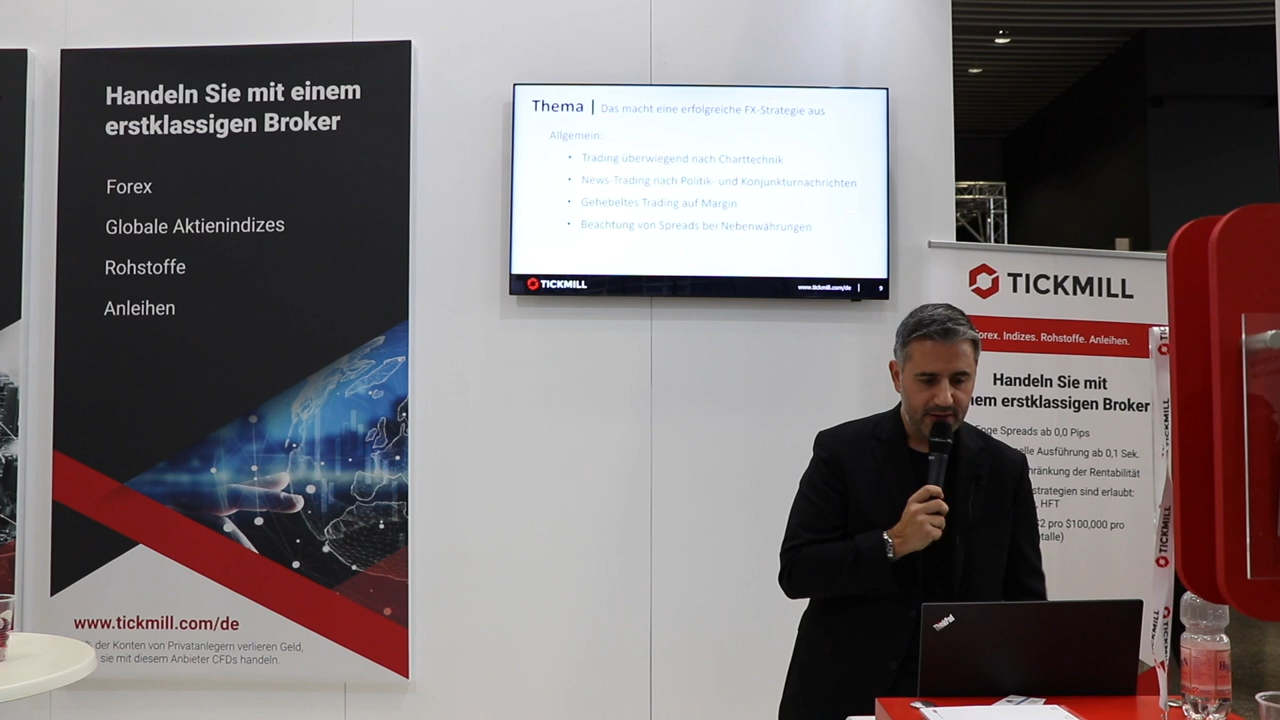 Handeln Sie mit einem
erstklassigen Broker
Forex
Globale Aktienindizes
Rohstoffe
Anleihen
www.tickmill.com/de
der Konten von Privatanlegern verlieren Geld,
sie mit diesem Anbieter CFDs handeln.
Thema | Das macht eine erfolgreiche FX-Strategie aus
Allgemein:
• Trading überwiegend nach Charttechnik
• News-Trading nach Politik- und Konjunkturnachrichten
• Gehebeltes Trading auf Margin
• Beachtung von Spreads bei Nebenwährungen
TICKMILL
www.tickmill.com/de | 9
TICKMILL
Indizes. Rohstoffe. Anleihen.
Handeln Sie mit
erstklassigen Broker
Spreads ab 0,0 Pips
Ausführung ab 0,1 Sek.
der Rentabilität
sind erlaubt:
HFT
pro $100,000 pro
ThinkPad
TICKMILL
TICKMILL
TICKMILL